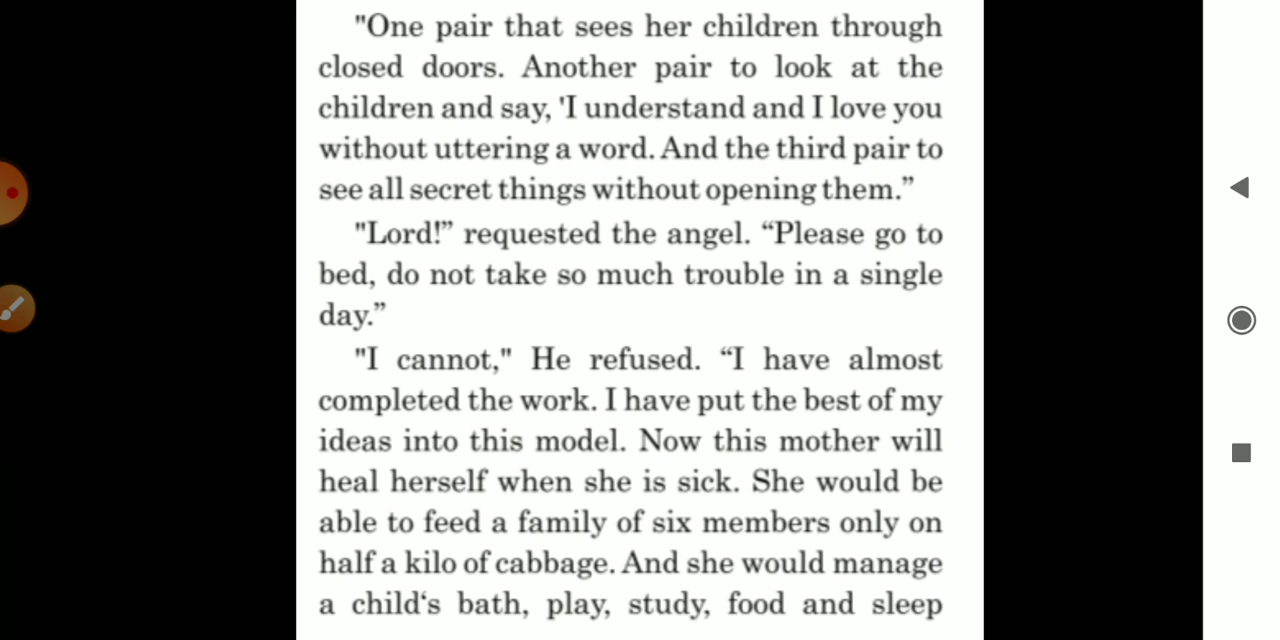 "One pair that sees her children through
closed doors. Another pair to look at the
children and say, 'I understand and I love you
without uttering a word. And the third pair to
see all secret things without opening them.”
"Lord!” requested the angel. “Please go to
bed, do not take so much trouble in a single
day.”
"I cannot," He refused. “I have almost
completed the work. I have put the best of my
ideas into this model. Now this mother will
heal herself when she is sick. She would be
able to feed a family of six members only on
half a kilo of cabbage. And she would manage
a child‘s bath, play, study, food and sleep